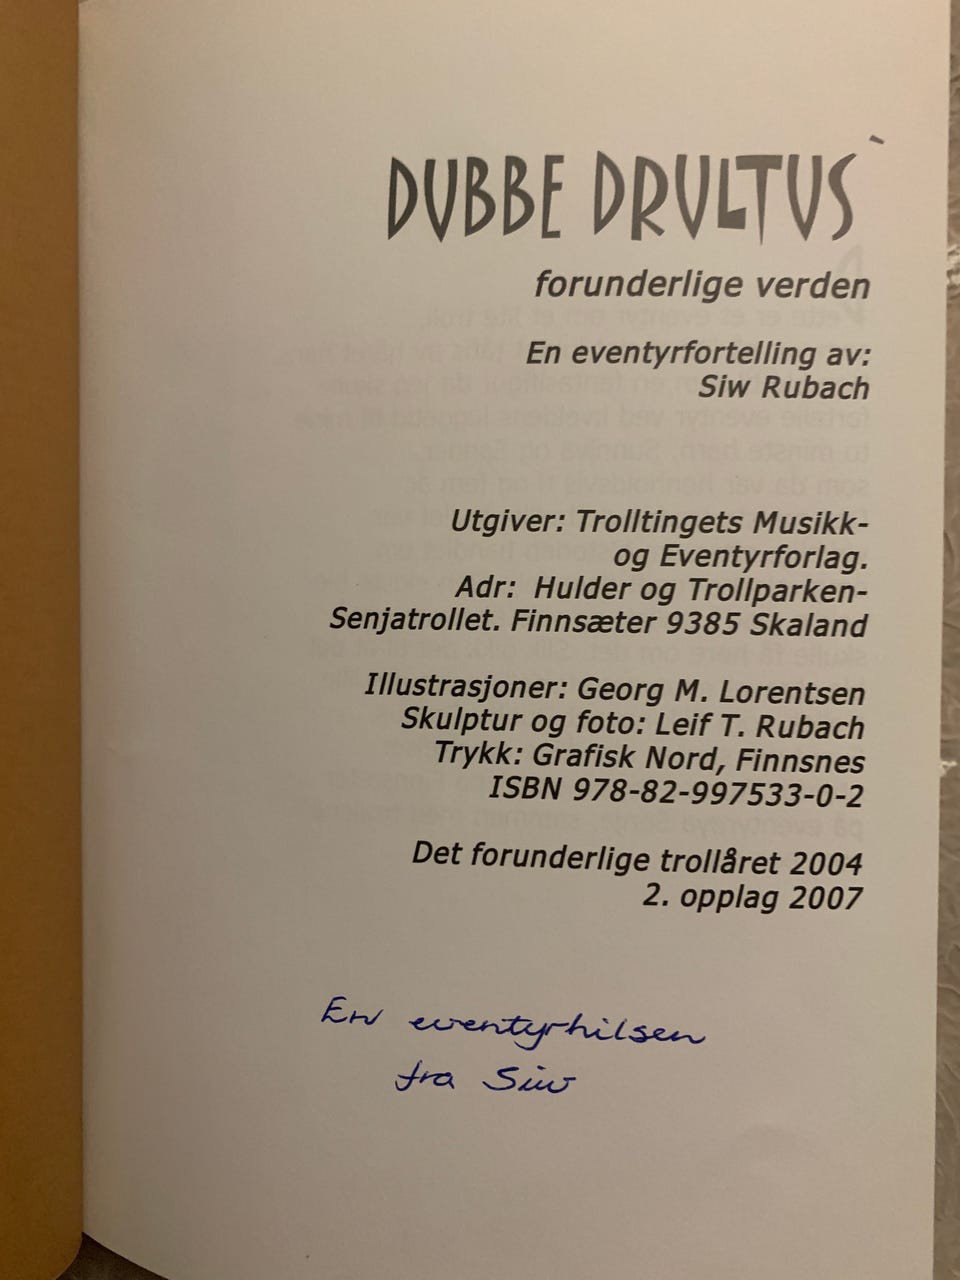 DUBBE DRULTUS`
forunderlige verden
En eventyrfortelling av:
Siw Rubach
Utgiver: Trolltingets Musikk-
og Eventyrforlag.
Adr: Hulder og Trollparken-
Senjatrollet. Finnsæter 9385 Skaland
Illustrasjoner: Georg M. Lorentsen
Skulptur og foto: Leif T. Rubach
Trykk: Grafisk Nord, Finnsnes
ISBN 978-82-997533-0-2
Det forunderlige trollåret 2004
2. opplag 2007
En eventyrhilsen
fra Siw